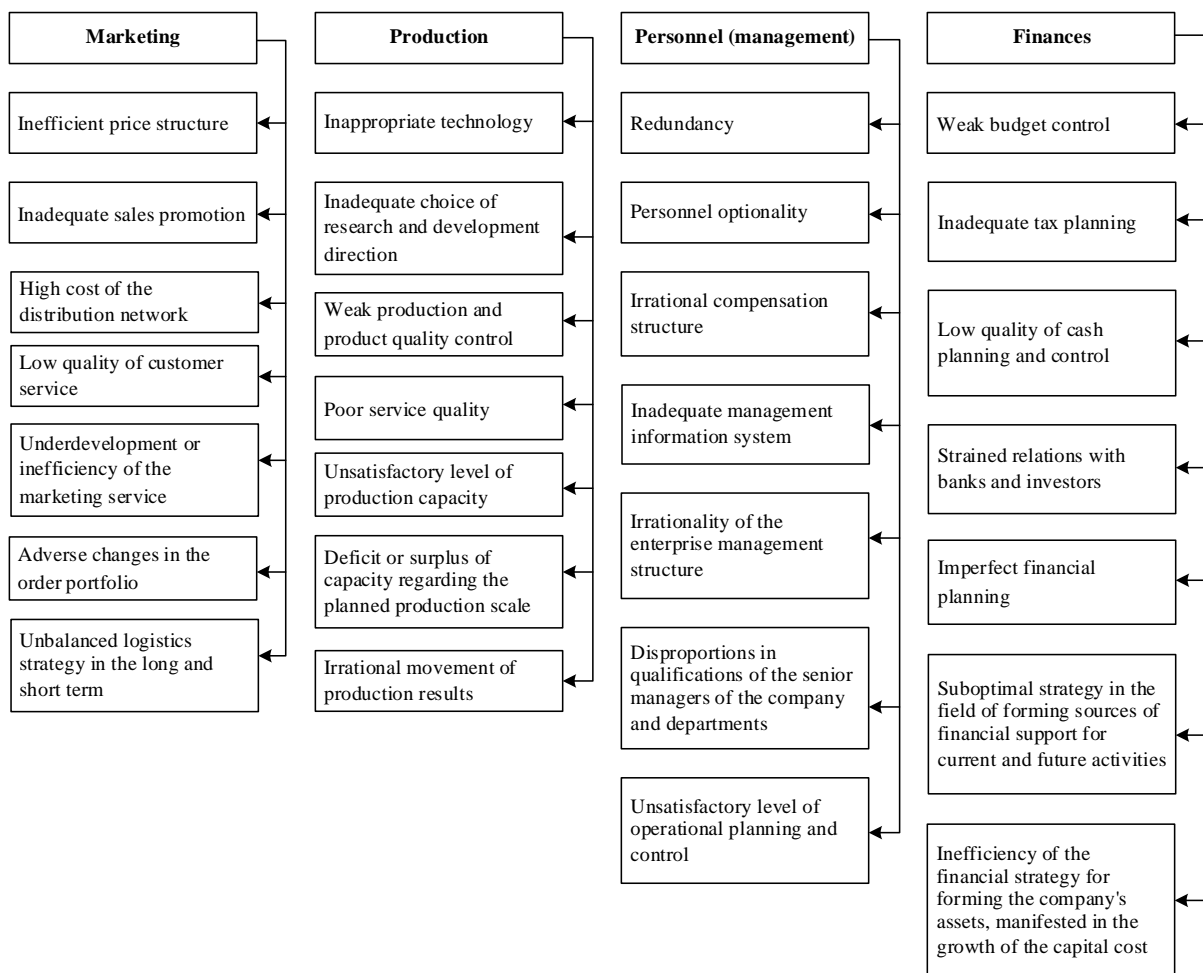 Marketing
Inefficient price structure
Inadequate sales promotion
High cost of the
distribution network
Low quality of customer
service
Underdevelopment or
inefficiency of the
marketing service
Adverse changes in the
order portfolio
Unbalanced logistics
strategy in the long and
short term
Production
Inappropriate technology
Inadequate choice of
research and development
direction
Weak production and
product quality control
Poor service quality
Unsatisfactory level of
production capacity
Deficit or surplus of
capacity regarding the
planned production scale
Irrational movement of
production results
Personnel (management)
Redundancy
Personnel optionality
Irrational compensation
structure
Inadequate management
information system
Irrationality of the
enterprise management
structure
Disproportions in
qualifications of the senior
managers of the company
and departments
Unsatisfactory level of
operational planning and
control
Finances
Weak budget control
Inadequate tax planning
Low quality of cash
planning and control
Strained relations with
banks and investors
Imperfect financial
planning
Suboptimal strategy in the
field of forming sources of
financial support for
current and future activities
Inefficiency of the
financial strategy for
forming the company's
assets, manifested in the
growth of the capital cost